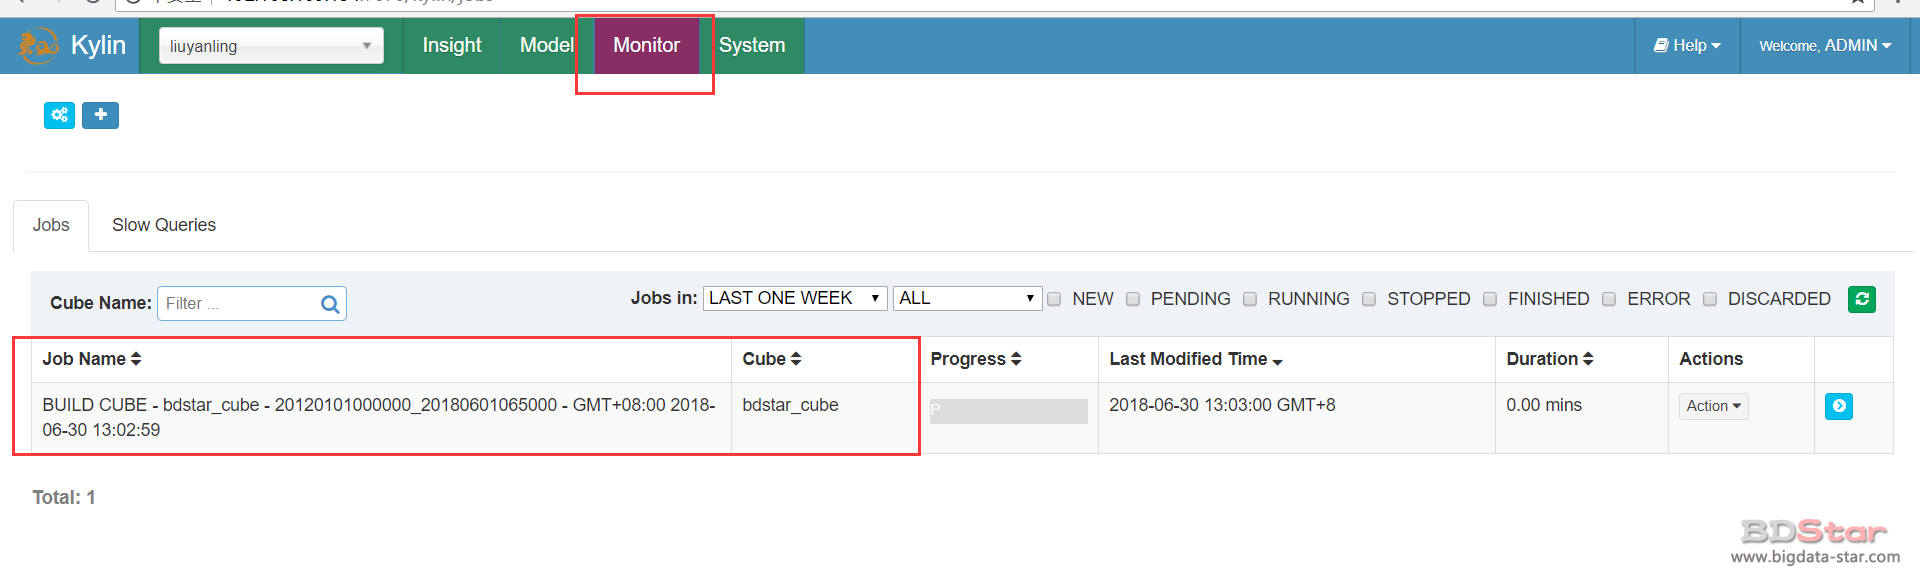 Kylin
liuyanling
Insight
Model
Monitor
System
Help
Welcome, ADMIN
Jobs
Slow Queries
Cube Name:
Filter ...
Jobs in:
LAST ONE WEEK
ALL
NEW
PENDING
RUNNING
STOPPED
FINISHED
ERROR
DISCARDED
Job Name
Cube
Progress
Last Modified Time
Duration
Actions
BUILD CUBE - bdstar_cube - 20120101000000_20180601065000 - GMT+08:00 2018-
06-30 13:02:59
bdstar_cube
P
2018-06-30 13:03:00 GMT+8
0.00 mins
Action
Total: 1
BDStar
www.bigdata-star.com